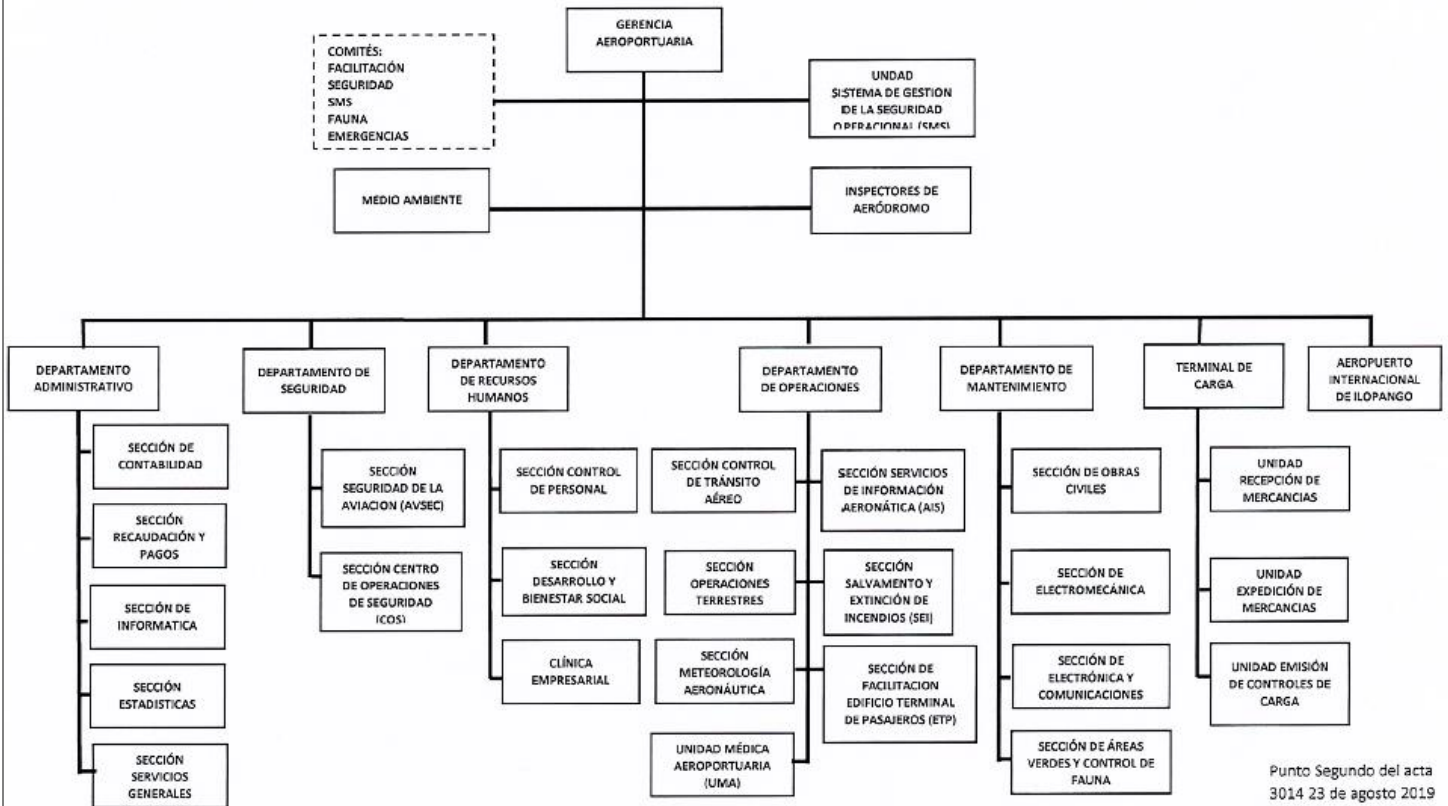 GERENCIA
AEROPORTUARIA
COMITÉS:
FACILITACIÓN
SEGURIDAD
SMS
FAUNA
EMERGENCIAS
UNDAD
SISTEMA DE GESTION
DE LA SEGURIDAD
OPERACIONAL (SMS)
MEDIO AMBIENTE
INSPECTORES DE
AERÓDROMO
DEPARTAMENTO
ADMINISTRATIVO
SECCIÓN DE
CONTABILIDAD
SECCIÓN
RECAUDACIÓN Y
PAGOS
SECCIÓN DE
INFORMATICA
SECCIÓN
ESTADISTICAS
SECCIÓN
SERVICIOS
GENERALES
DEPARTAMENTO DE
SEGURIDAD
SECCIÓN
SEGURIDAD DE LA
AVIACION (AVSEC)
SECCIÓN CENTRO
DE OPERACIONES
DE SEGURIDAD
(COS)
DEPARTAMENTO
DE RECURSOS
HUMANOS
SECCIÓN CONTROL
DE PERSONAL
SECCIÓN
DESARROLLO Y
BIENESTAR SOCIAL
CLÍNICA
EMPRESARIAL
DEPARTAMENTO
DE OPERACIONES
SECCIÓN CONTROL
DE TRÁNSITO
AÉREO
SECCIÓN SERVICIOS
DE INFORMACIÓN
AERONÁTICA (AIS)
SECCIÓN
OPERACIONES
TERRESTRES
SECCIÓN
SALVAMENTO Y
EXTINCIÓN DE
INCENDIOS (SEI)
SECCIÓN
METEOROLOGÍA
AERONÁUTICA
SECCIÓN DE
FACILITACION
EDIFICIO TERMINAL
DE PASAJEROS (ETP)
UNIDAD MÉDICA
AEROPORTUARIA
(UMA)
DEPARTAMENTO DE
MANTENIMIENTO
SECCIÓN DE OBRAS
CIVILES
SECCIÓN DE
ELECTROMECÁNICA
SECCIÓN DE
ELECTRÓNICA Y
COMUNICACIONES
SECCIÓN DE ÁREAS
VERDES Y CONTROL DE
FAUNA
TERMINAL DE
CARGA
UNIDAD
RECEPCIÓN DE
MERCANCIAS
UNIDAD
EXPEDICIÓN DE
MERCANCIAS
UNIDAD EMISIÓN
DE CONTROLES DE
CARGA
AEROPUERTO
INTERNACIONAL
DE ILOPANGO
Punto Segundo del acta
3014 23 de agosto 2019